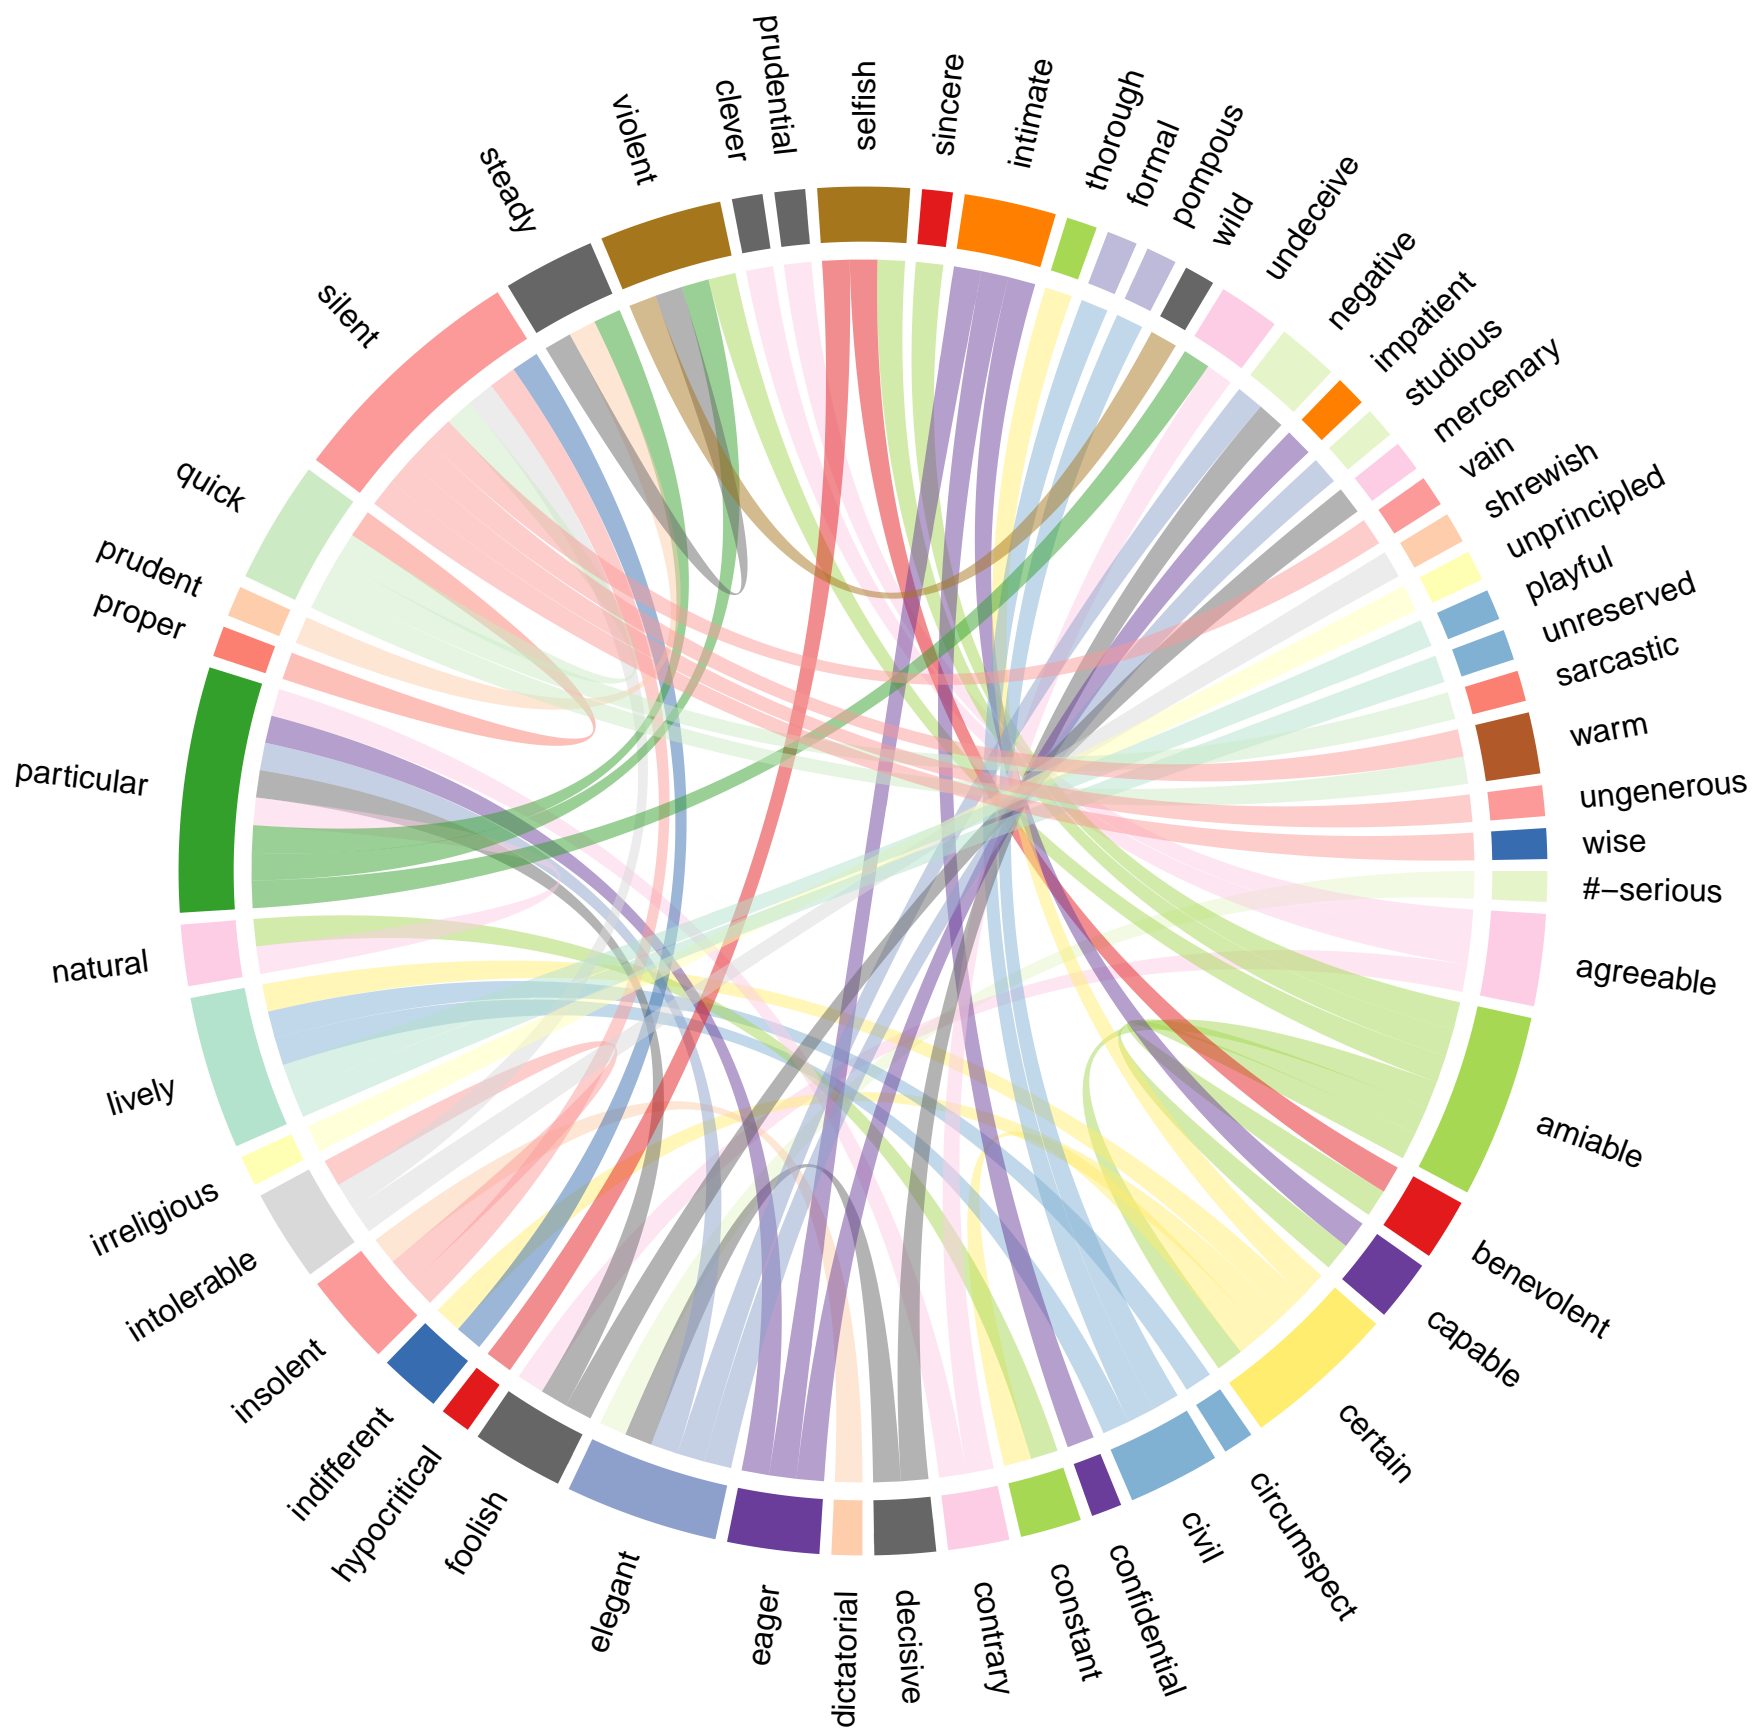 prudential
clever
selfish
sincere
intimate
thorough
formal
pompous
wild
undeceive
negative
impatient
studious
mercenary
vain
shrewish
unprincipled
playful
unreserved
sarcastic
warm
ungenerous
wise
#–serious
agreeable
amiable
benevolent
capable
certain
circumspect
civil
confidential
constant
contrary
decisive
dictatorial
eager
elegant
foolish
hypocritical
indifferent
insolent
intolerable
irreligious
lively
natural
particular
proper
prudent
quick
silent
steady
violent